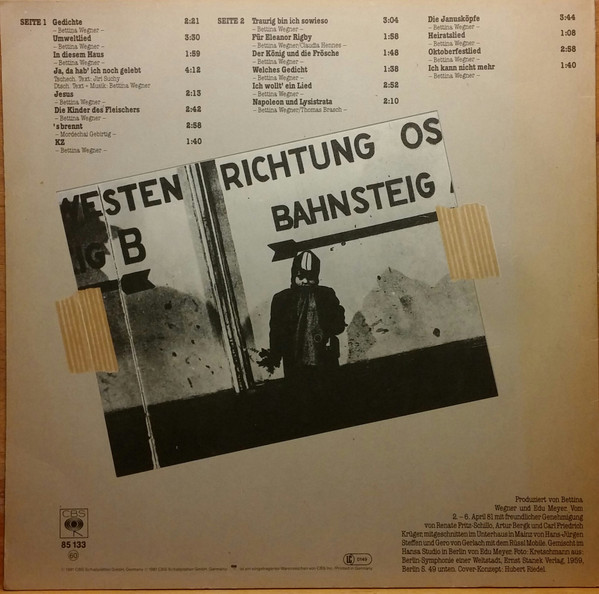 SEITE 1 Gedichte 2:21
– Bettina Wegner –
Umweltlied 3:30
– Bettina Wegner –
In diesem Haus 1:59
– Bettina Wegner –
Ja, da hab' ich noch gelebt 4:12
Tschech. Text: Jiri Suchy
Dtsch. Text + Musik: Bettina Wegner
Jesus 2:13
– Bettina Wegner –
Die Kinder des Fleischers 2:42
– Bettina Wegner –
's brennt 2:58
– Mordechai Gebirtig –
KZ 1:40
– Bettina Wegner –
SEITE 2 Traurig bin ich sowieso 3:04
– Bettina Wegner –
Für Eleanor Rigby 1:58
– Bettina Wegner/Claudia Hennes –
Der König und die Frösche 1:48
– Bettina Wegner –
Welches Gedicht 1:38
– Bettina Wegner –
Ich wollt' ein Lied 2:52
– Bettina Wegner –
Napoleon und Lysistrata 2:10
– Bettina Wegner/Thomas Brasch –
Die Janusköpfe 3:44
– Bettina Wegner –
Heiratslied 1:08
– Bettina Wegner –
Oktoberfestlied 2:58
– Bettina Wegner –
Ich kann nicht mehr 1:40
– Bettina Wegner –
WESTEN RICHTUNG OS
IG B BAHNSTEIG
CBS
85 133
LC 0149
Produziert von Bettina
Wegner und Edu Meyer. Vom
2. – 6. April 81 mit freundlicher Genehmigung
von Renate Fritz-Schillo, Artur Bergk und Carl Friedrich
Krüger, mitgeschnitten im Unterhaus in Mainz von Hans-Jürgen
Steffen und Gero von Gerlach mit dem Rüssl Mobile. Gemischt im
Hansa Studio in Berlin von Edu Meyer. Foto: Kretschmann aus:
Berlin-Symphonie einer Weltstadt, Ernst Staneck Verlag, 1959,
Berlin S. 49 unten. Cover-Konzept: Hubert Riedel.